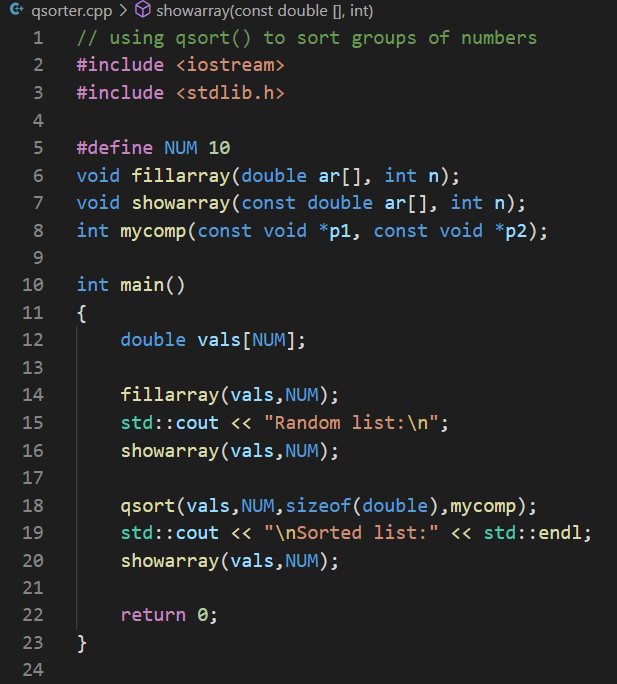 qsorter.cpp > showarray(const double [], int)
1 // using qsort() to sort groups of numbers
2 #include <iostream>
3 #include <stdlib.h>
4
5 #define NUM 10
6 void fillarray(double ar[], int n);
7 void showarray(const double ar[], int n);
8 int mycomp(const void *p1, const void *p2);
9
10 int main()
11 {
12     double vals[NUM];
13
14     fillarray(vals,NUM);
15     std::cout << "Random list:\n";
16     showarray(vals,NUM);
17
18     qsort(vals,NUM,sizeof(double),mycomp);
19     std::cout << "\nSorted list:" << std::endl;
20     showarray(vals,NUM);
21
22     return 0;
23 }
24